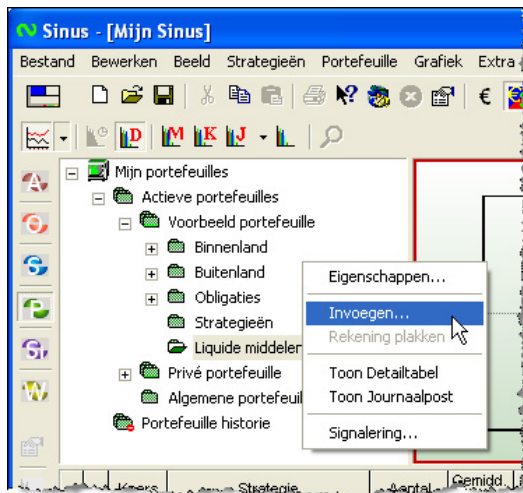 Sinus - [Mijn Sinus]
Bestand Bewerken Beeld Strategieën Portefeuille Grafiek Extra
€
D M K J
Mijn portefeuilles
A
Actieve portefeuilles
O
Voorbeeld portefeuille
Binnenland
S
Buitenland
Eigenschappen...
P
Obligaties
Invoegen...
Strategieën
Rekening plakken
S
Liquide middelen
Privé portefeuille
Toon Detailtabel
W
Algemene portefeuil
Toon Journaalpost
Portefeuille historie
Signalering...
Koers Strategie Aantal Gemidd.